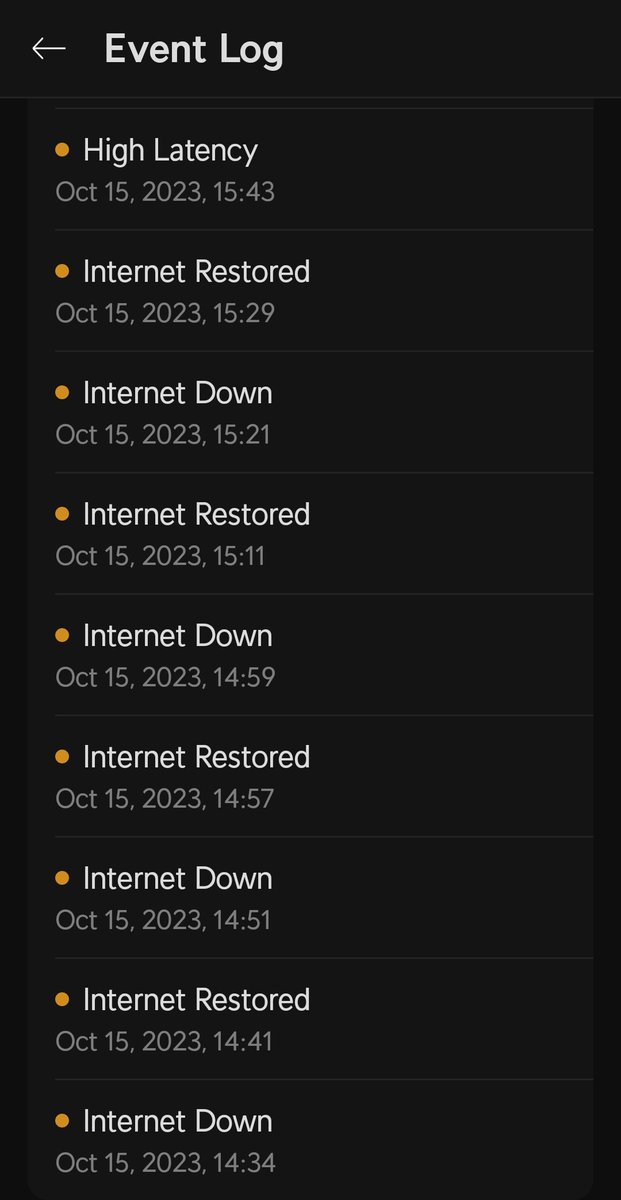 Event Log
High Latency
Oct 15, 2023, 15:43
Internet Restored
Oct 15, 2023, 15:29
Internet Down
Oct 15, 2023, 15:21
Internet Restored
Oct 15, 2023, 15:11
Internet Down
Oct 15, 2023, 14:59
Internet Restored
Oct 15, 2023, 14:57
Internet Down
Oct 15, 2023, 14:51
Internet Restored
Oct 15, 2023, 14:41
Internet Down
Oct 15, 2023, 14:34